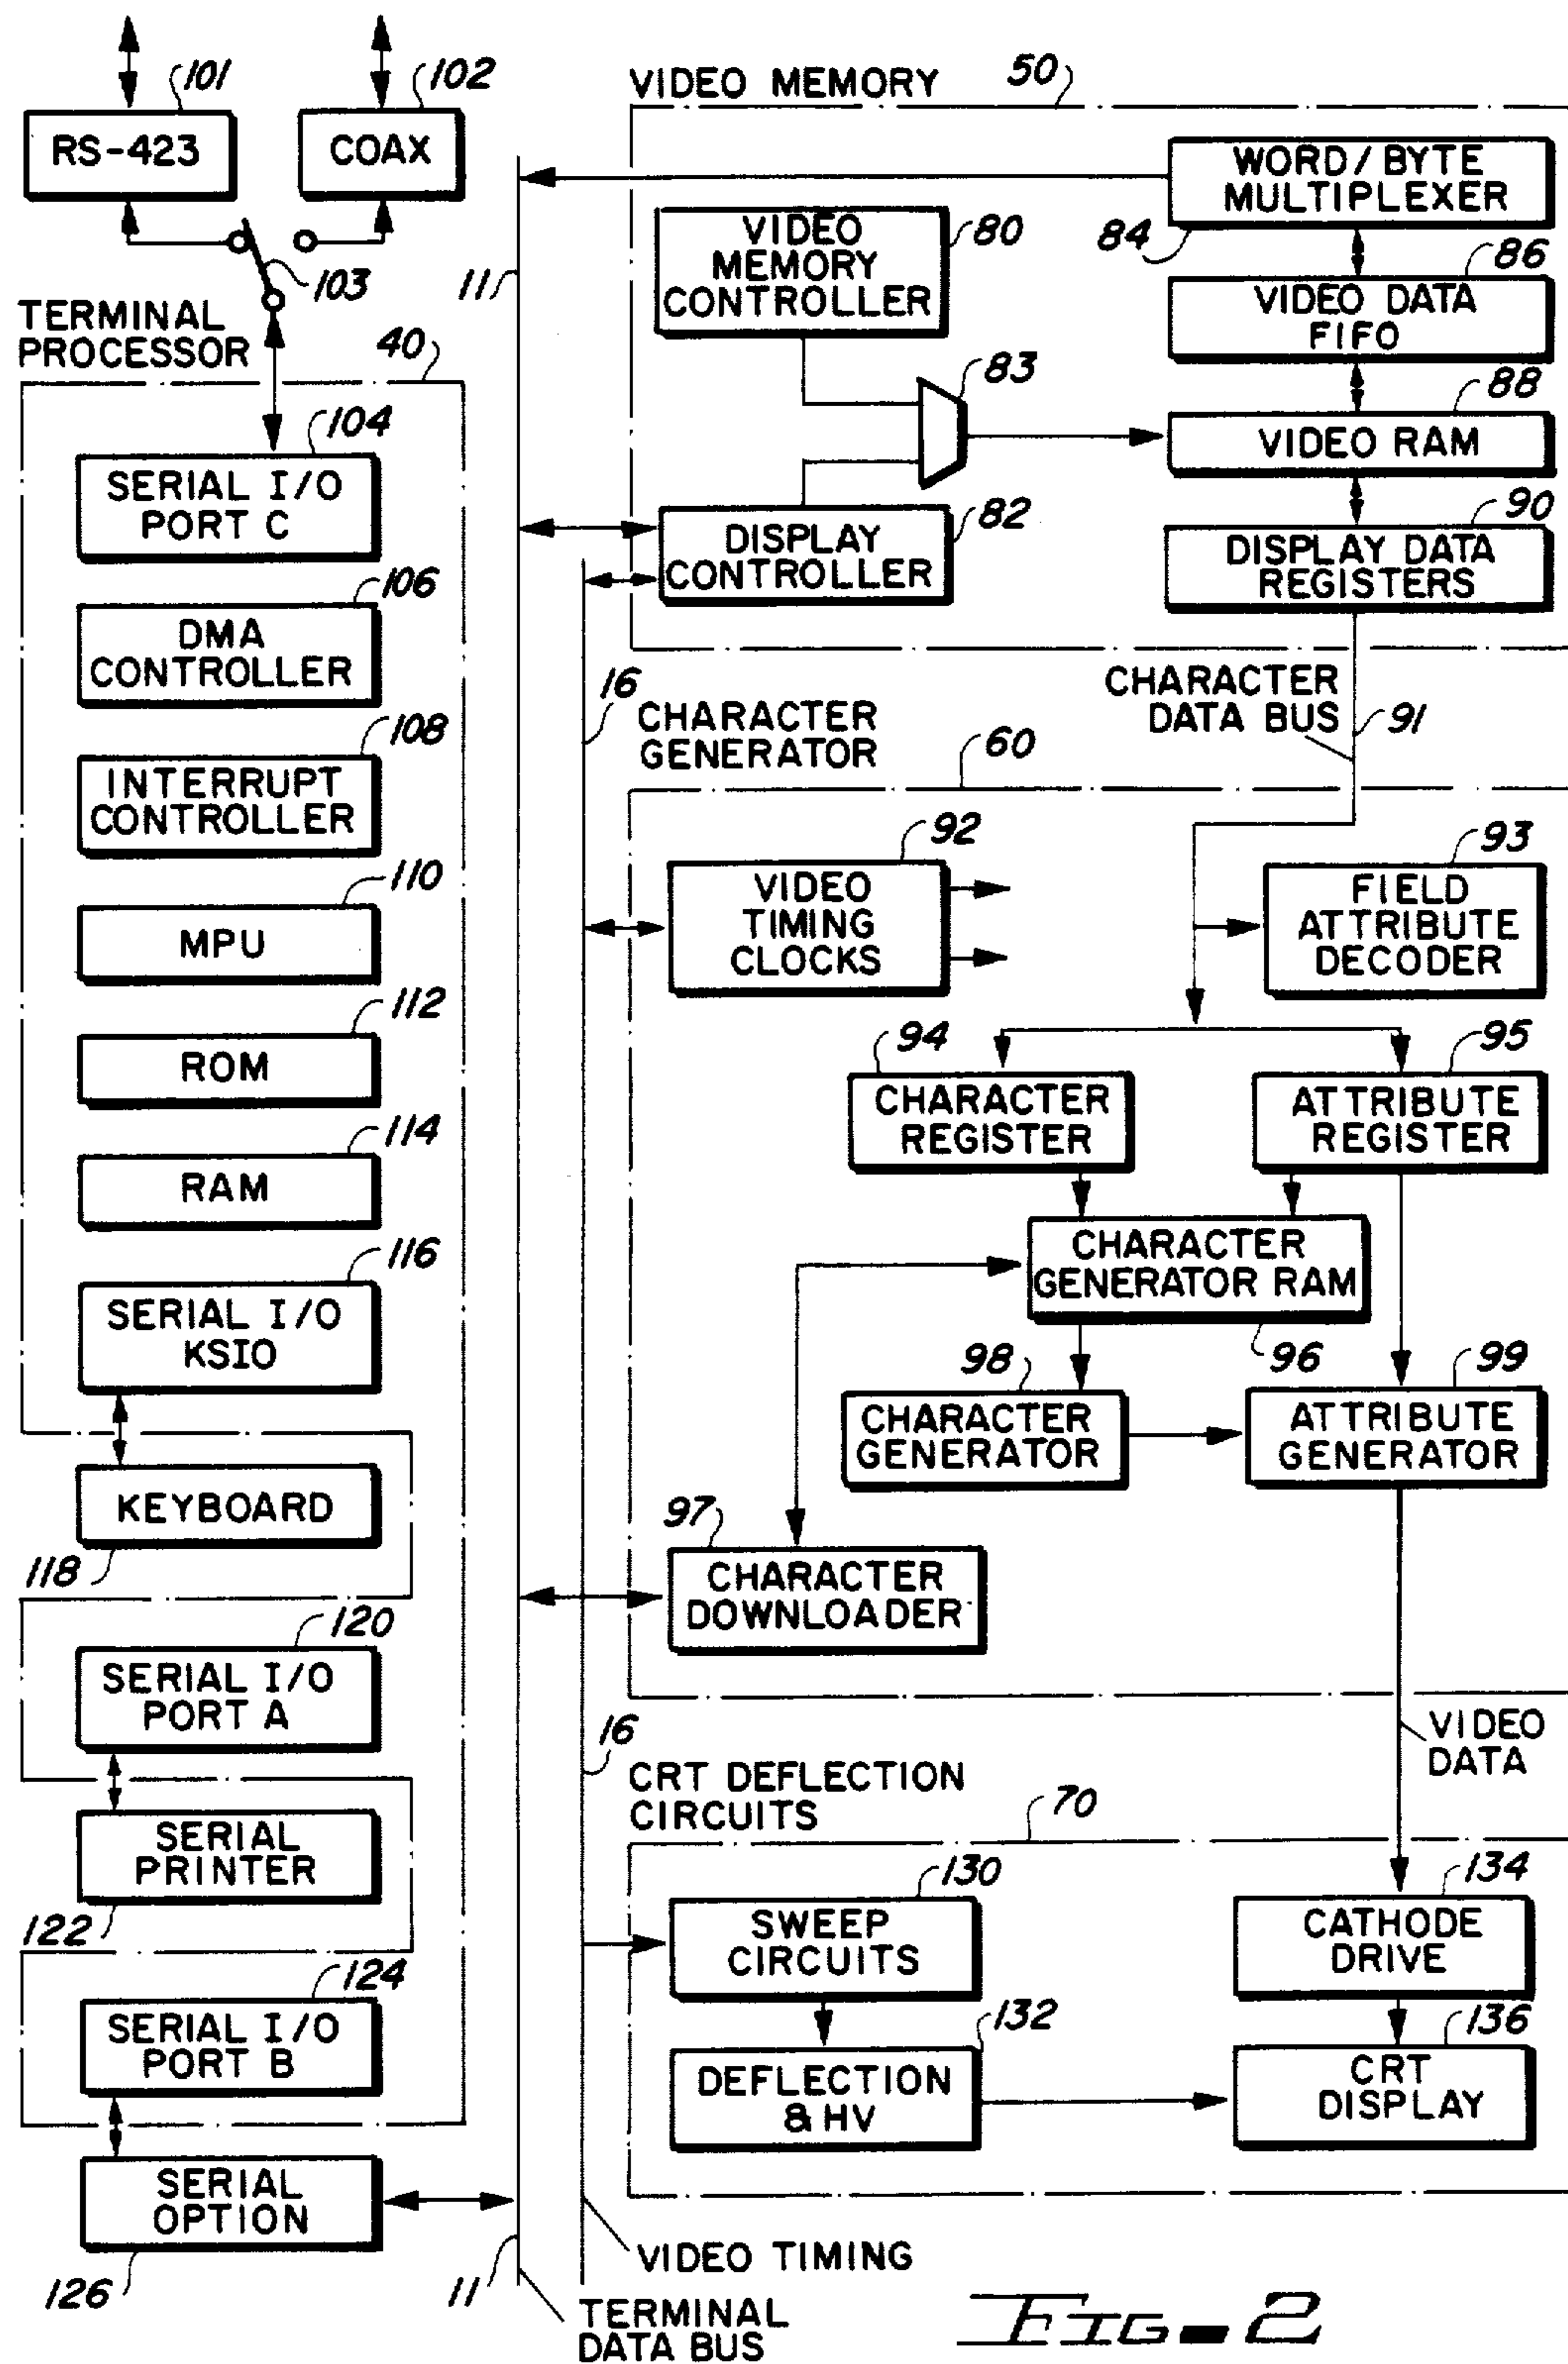 101
RS-423
102
COAX
103
TERMINAL
PROCESSOR
40
104
SERIAL I/O
PORT C
106
DMA
CONTROLLER
108
INTERRUPT
CONTROLLER
110
MPU
112
ROM
114
RAM
116
SERIAL I/O
KSIO
KEYBOARD
118
120
SERIAL I/O
PORT A
SERIAL
PRINTER
122
124
SERIAL I/O
PORT B
SERIAL
OPTION
126
11
16
16
11
VIDEO TIMING
TERMINAL
DATA BUS
VIDEO MEMORY
50
WORD/BYTE
MULTIPLEXER
84
VIDEO
MEMORY
CONTROLLER
80
86
VIDEO DATA
FIFO
83
88
VIDEO RAM
82
DISPLAY
CONTROLLER
90
DISPLAY DATA
REGISTERS
CHARACTER
DATA BUS
91
CHARACTER
GENERATOR
60
92
VIDEO
TIMING
CLOCKS
93
FIELD
ATTRIBUTE
DECODER
94
CHARACTER
REGISTER
95
ATTRIBUTE
REGISTER
CHARACTER
GENERATOR RAM
96
98
CHARACTER
GENERATOR
99
ATTRIBUTE
GENERATOR
97
CHARACTER
DOWNLOADER
VIDEO
DATA
CRT DEFLECTION
CIRCUITS
70
130
SWEEP
CIRCUITS
134
CATHODE
DRIVE
132
DEFLECTION
& HV
136
CRT
DISPLAY
FIG-2